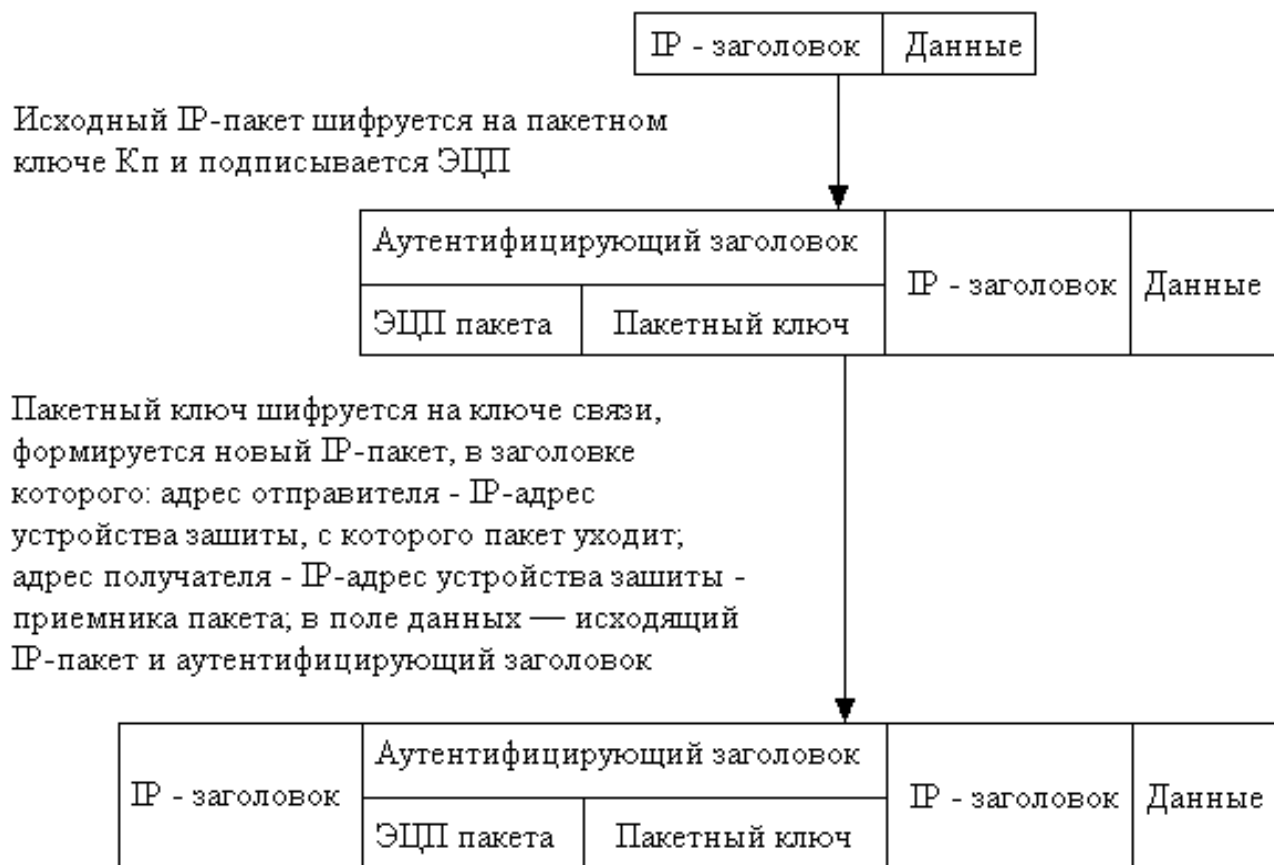 IP - заголовок Данные
Исходный IP-пакет шифруется на пакетном
ключе Кп и подписывается ЭЦП
Аутентифицирующий заголовок
IP - заголовок Данные
ЭЦП пакета Пакетный ключ
Пакетный ключ шифруется на ключе связи,
формируется новый IP-пакет, в заголовке
которого: адрес отправителя - IP-адрес
устройства зашиты, с которого пакет уходит;
адрес получателя - IP-адрес устройства зашиты -
приемника пакета; в поле данных — исходящий
IP-пакет и аутентифицирующий заголовок
Аутентифицирующий заголовок
IP - заголовок IP - заголовок Данные
ЭЦП пакета Пакетный ключ